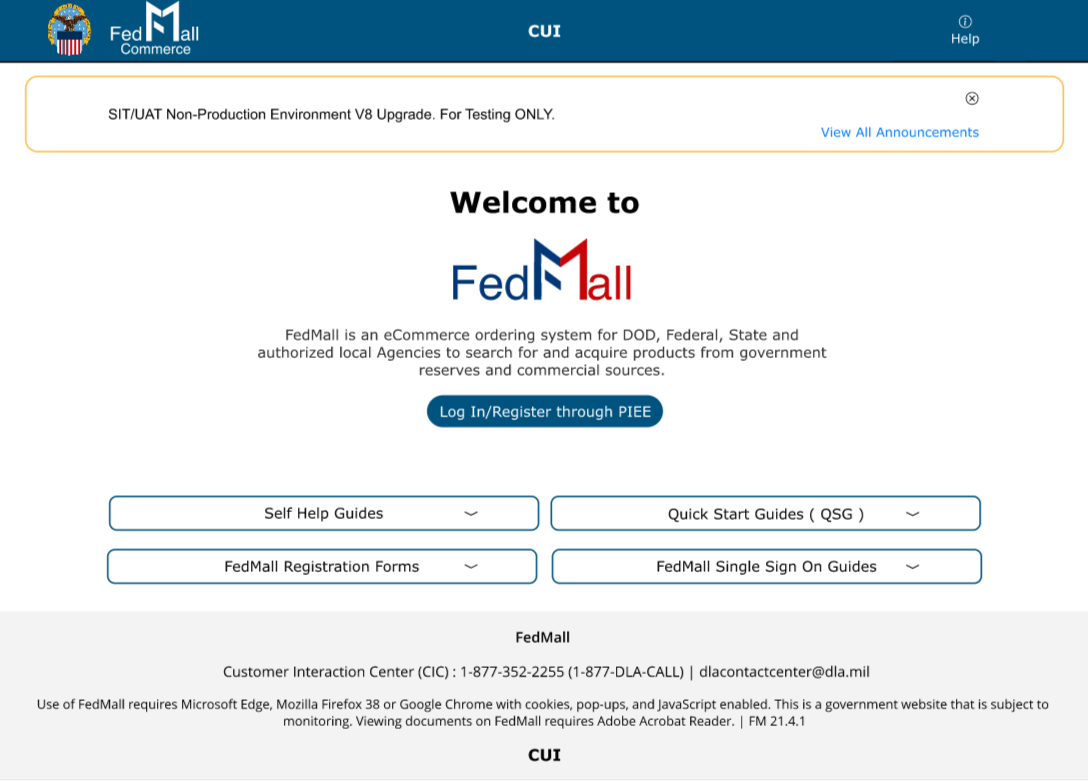 FedMall
Commerce
CUI
Help
SIT/UAT Non-Production Environment V8 Upgrade. For Testing ONLY.
View All Announcements
Welcome to
FedMall
FedMall is an eCommerce ordering system for DOD, Federal, State and
authorized local Agencies to search for and acquire products from government
reserves and commercial sources.
Log In/Register through PIEE
Self Help Guides
Quick Start Guides ( QSG )
FedMall Registration Forms
FedMall Single Sign On Guides
FedMall
Customer Interaction Center (CIC) : 1-877-352-2255 (1-877-DLA-CALL) | dlacontactcenter@dla.mil
Use of FedMall requires Microsoft Edge, Mozilla Firefox 38 or Google Chrome with cookies, pop-ups, and JavaScript enabled. This is a government website that is subject to
monitoring. Viewing documents on FedMall requires Adobe Acrobat Reader. | FM 21.4.1
CUI